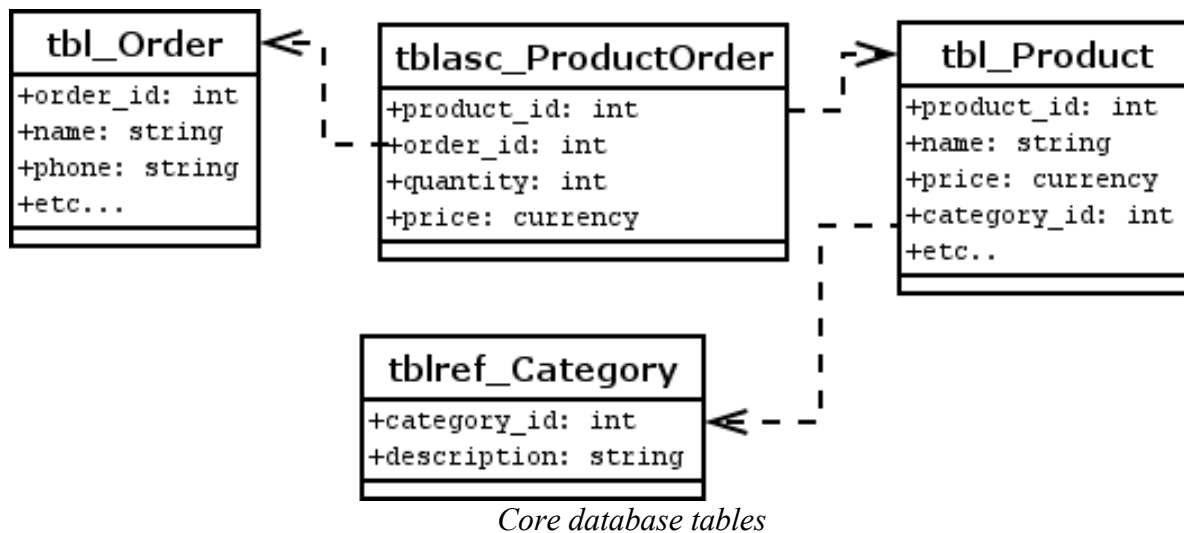 tbl_Order
+order_id: int
+name: string
+phone: string
+etc...
tblasc_ProductOrder
+product_id: int
+order_id: int
+quantity: int
+price: currency
tbl_Product
+product_id: int
+name: string
+price: currency
+category_id: int
+etc..
tblref_Category
+category_id: int
+description: string
Core database tables